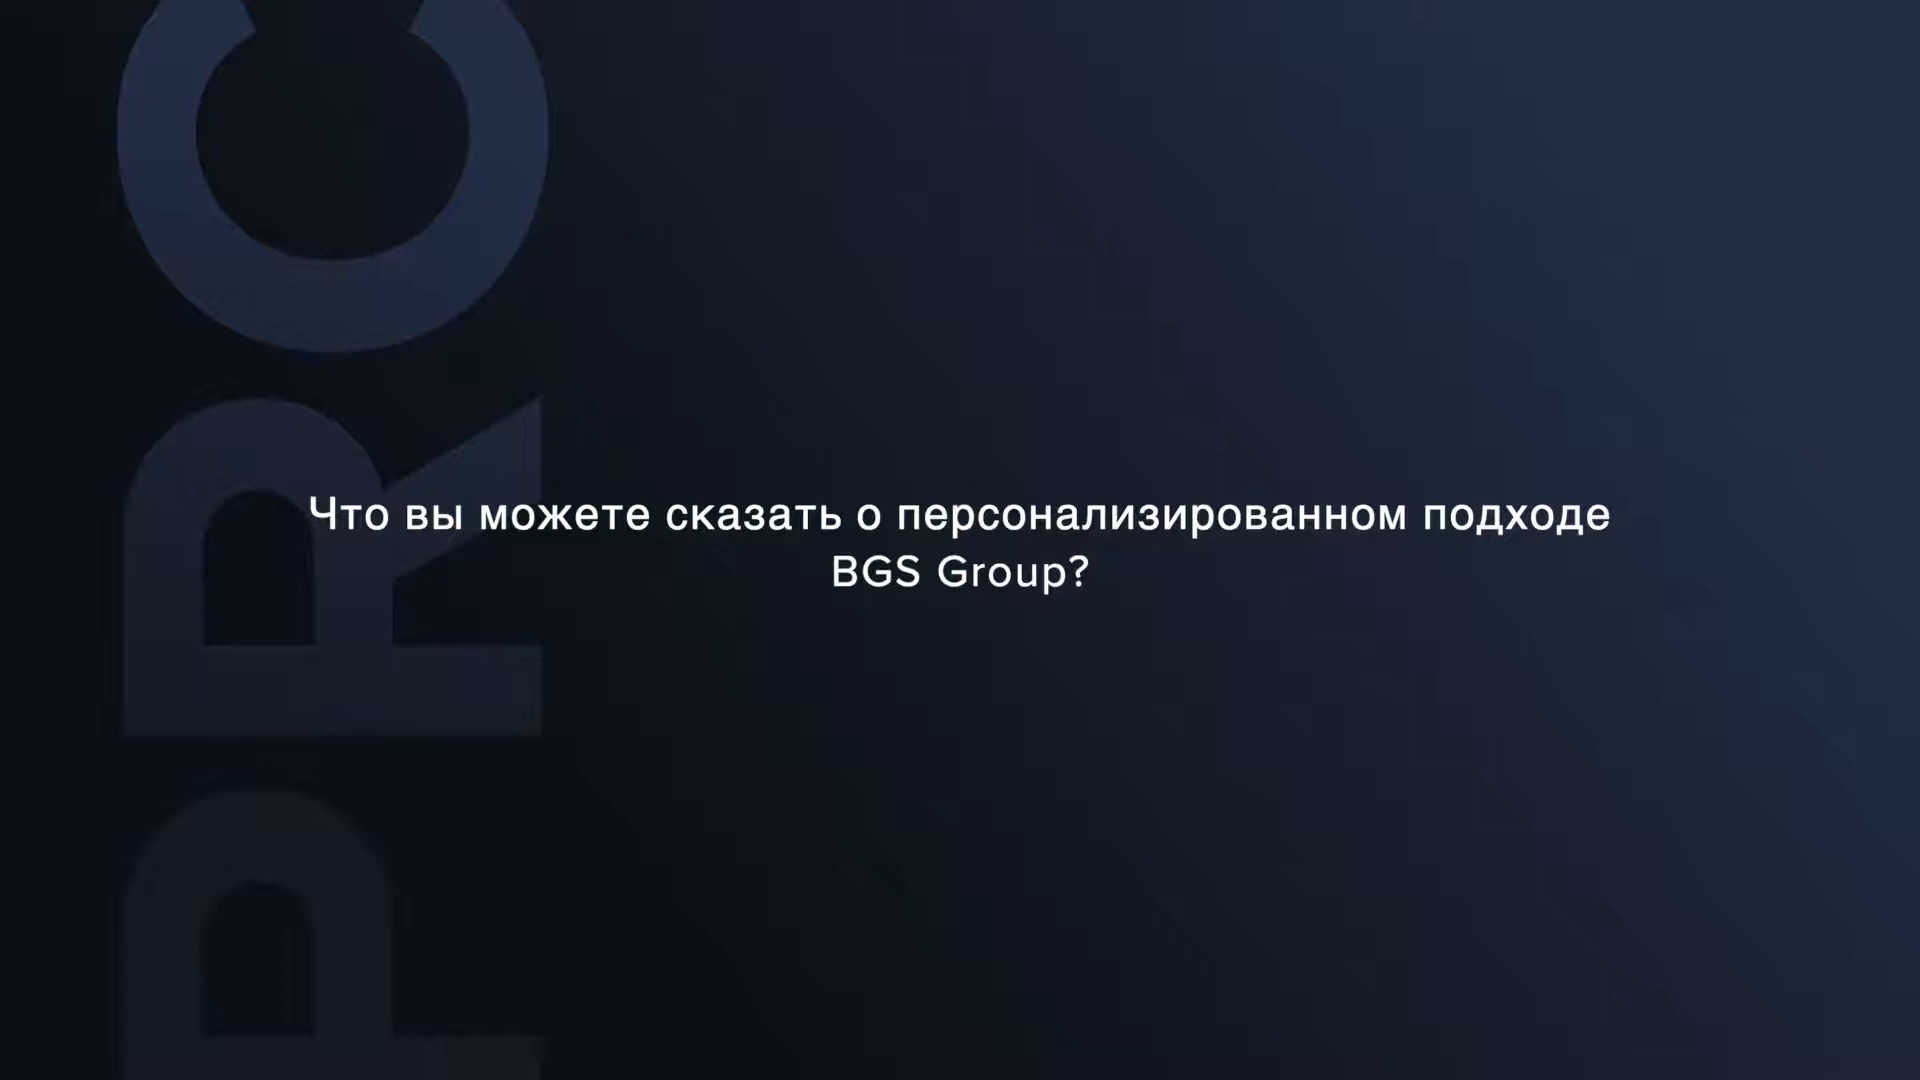 Что вы можете сказать о персонализированном подходе
BGS Group?